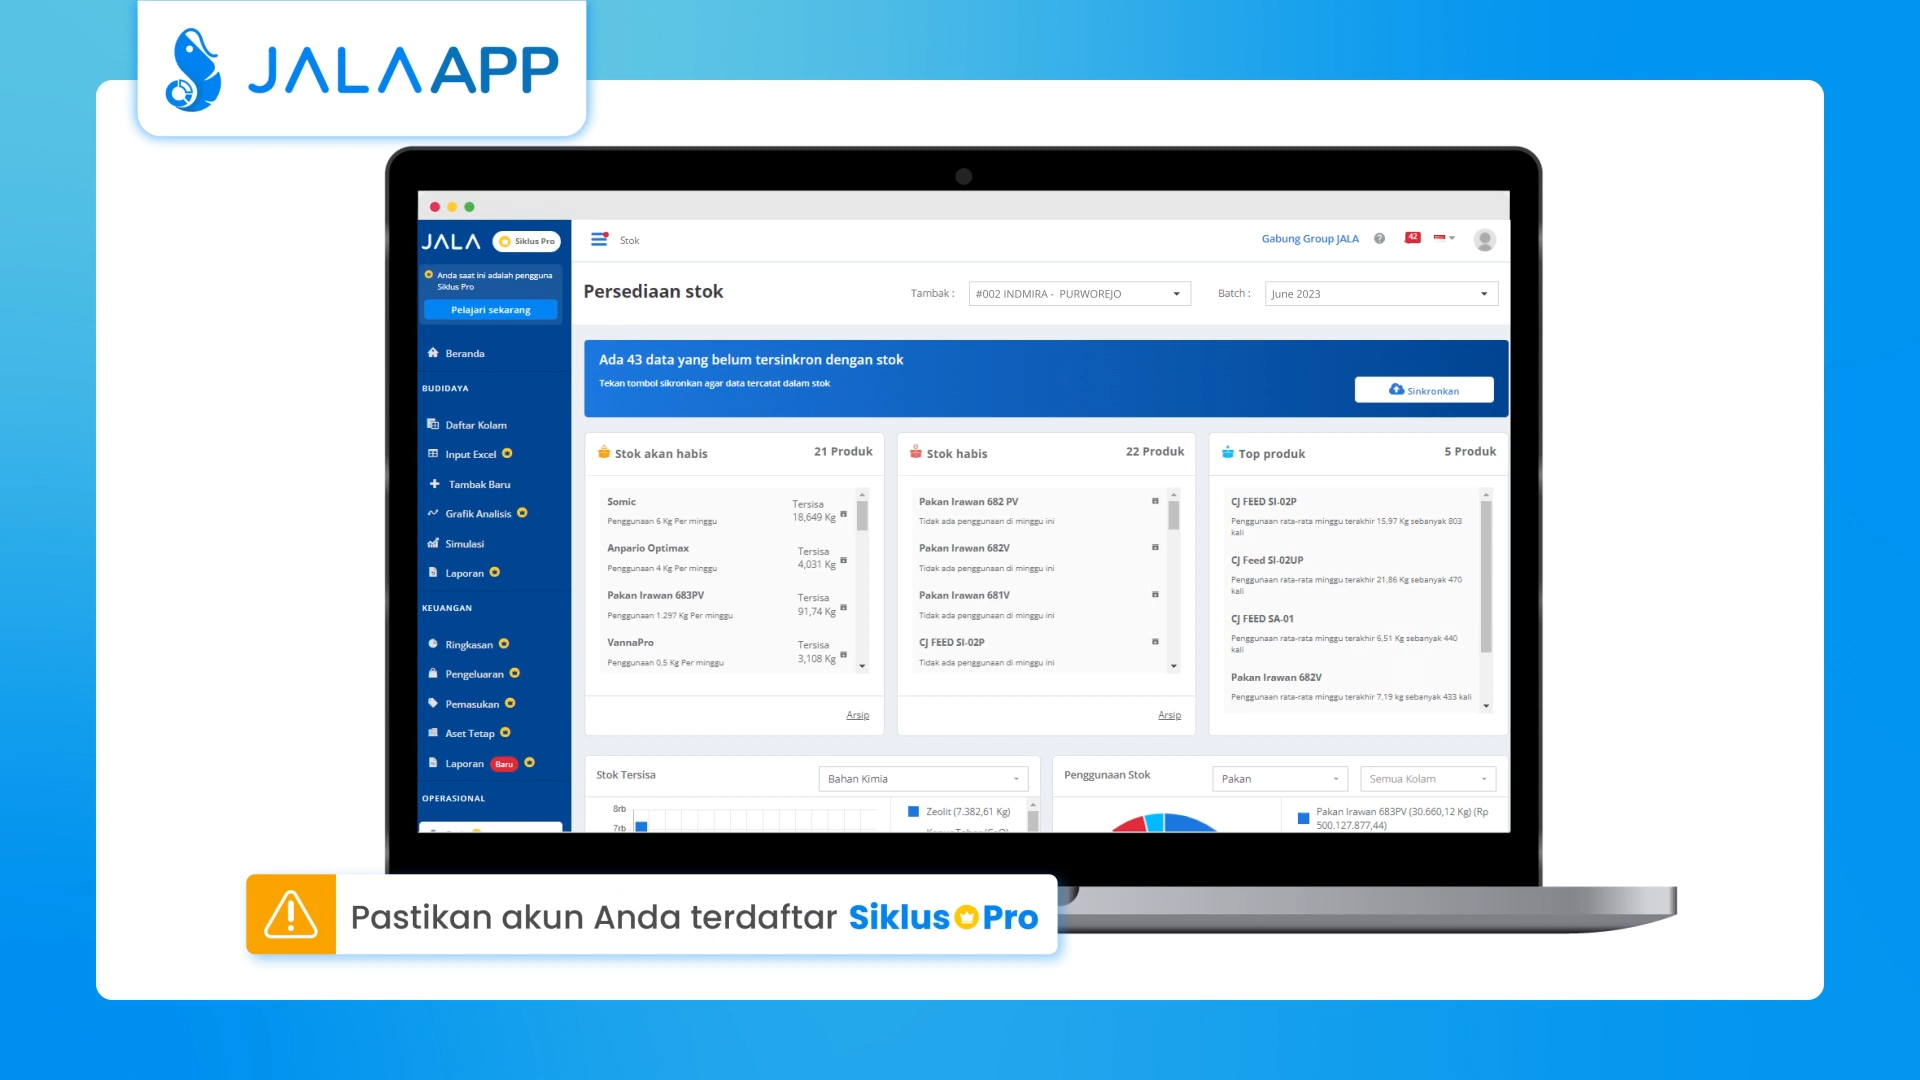 JALA APP
JALA
Siklus Pro
Anda saat ini adalah pengguna
Siklus Pro
Pelajari sekarang
Beranda
BUDIDAYA
Daftar Kolam
Input Excel
Tambak Baru
Grafik Analisis
Simulasi
Laporan
KEUANGAN
Ringkasan
Pengeluaran
Pemasukan
Aset Tetap
Laporan Baru
OPERASIONAL
Stok
Gabung Group JALA
42
Persediaan stok
Tambak :
#002 INDMIRA - PURWOREJO
Batch :
June 2023
Ada 43 data yang belum tersinkron dengan stok
Tekan tombol sikronkan agar data tercatat dalam stok
Sinkronkan
Stok akan habis 21 Produk
Somic
Penggunaan 6 Kg Per minggu
Tersisa
18,649 Kg
Anpario Optimax
Penggunaan 4 Kg Per minggu
Tersisa
4,031 Kg
Pakan Irawan 683PV
Penggunaan 1.297 Kg Per minggu
Tersisa
91,74 Kg
VannaPro
Penggunaan 0,5 Kg Per minggu
Tersisa
3,108 Kg
Arsip
Stok habis 22 Produk
Pakan Irawan 682 PV
Tidak ada penggunaan di minggu ini
Pakan Irawan 682V
Tidak ada penggunaan di minggu ini
Pakan Irawan 681V
Tidak ada penggunaan di minggu ini
CJ FEED SI-02P
Tidak ada penggunaan di minggu ini
Arsip
Top produk 5 Produk
CJ FEED SI-02P
Penggunaan rata-rata minggu terakhir 15,97 Kg sebanyak 803
kali
CJ Feed SI-02UP
Penggunaan rata-rata minggu terakhir 21,86 Kg sebanyak 470
kali
CJ FEED SA-01
Penggunaan rata-rata minggu terakhir 6,51 Kg sebanyak 440
kali
Pakan Irawan 682V
Penggunaan rata-rata minggu terakhir 7,19 kg sebanyak 433 kali
Stok Tersisa
Bahan Kimia
8rb
7rb
Zeolit (7.382,61 Kg)
Penggunaan Stok
Pakan
Semua Kolam
Pakan Irawan 683PV (30.660,12 Kg) (Rp
500.127.877,44)
Pastikan akun Anda terdaftar Siklus Pro